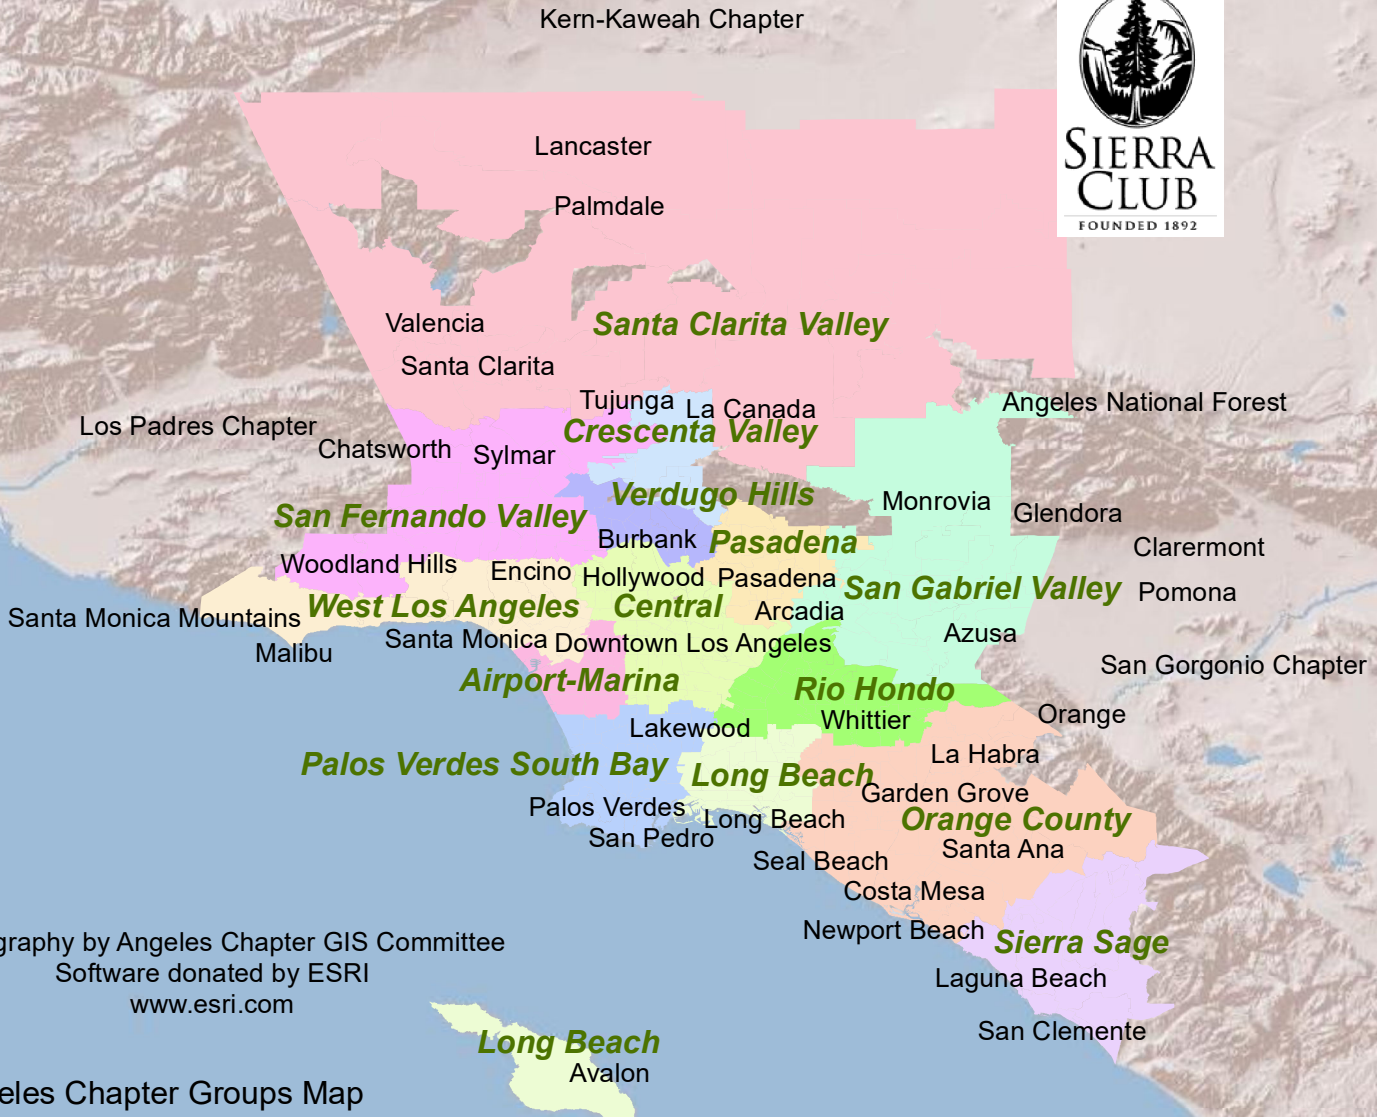 Kern-Kaweah Chapter
SIERRA
CLUB
FOUNDED 1892
Lancaster
Palmdale
Valencia
Santa Clarita Valley
Santa Clarita
Tujunga
La Canada
Angeles National Forest
Los Padres Chapter
Crescenta Valley
Chatsworth
Sylmar
Verdugo Hills
Monrovia
Glendora
San Fernando Valley
Burbank
Pasadena
Clarermont
Woodland Hills
Encino
Hollywood
Pasadena
San Gabriel Valley
Pomona
Santa Monica Mountains
West Los Angeles
Central
Arcadia
Azusa
Malibu
Santa Monica
Downtown Los Angeles
San Gorgonio Chapter
Airport-Marina
Rio Hondo
Whittier
Orange
Lakewood
La Habra
Palos Verdes South Bay
Long Beach
Garden Grove
Palos Verdes
Long Beach
Orange County
San Pedro
Santa Ana
Seal Beach
Costa Mesa
Newport Beach
Sierra Sage
Laguna Beach
San Clemente
graphy by Angeles Chapter GIS Committee
Software donated by ESRI
www.esri.com
Long Beach
Avalon
eles Chapter Groups Map